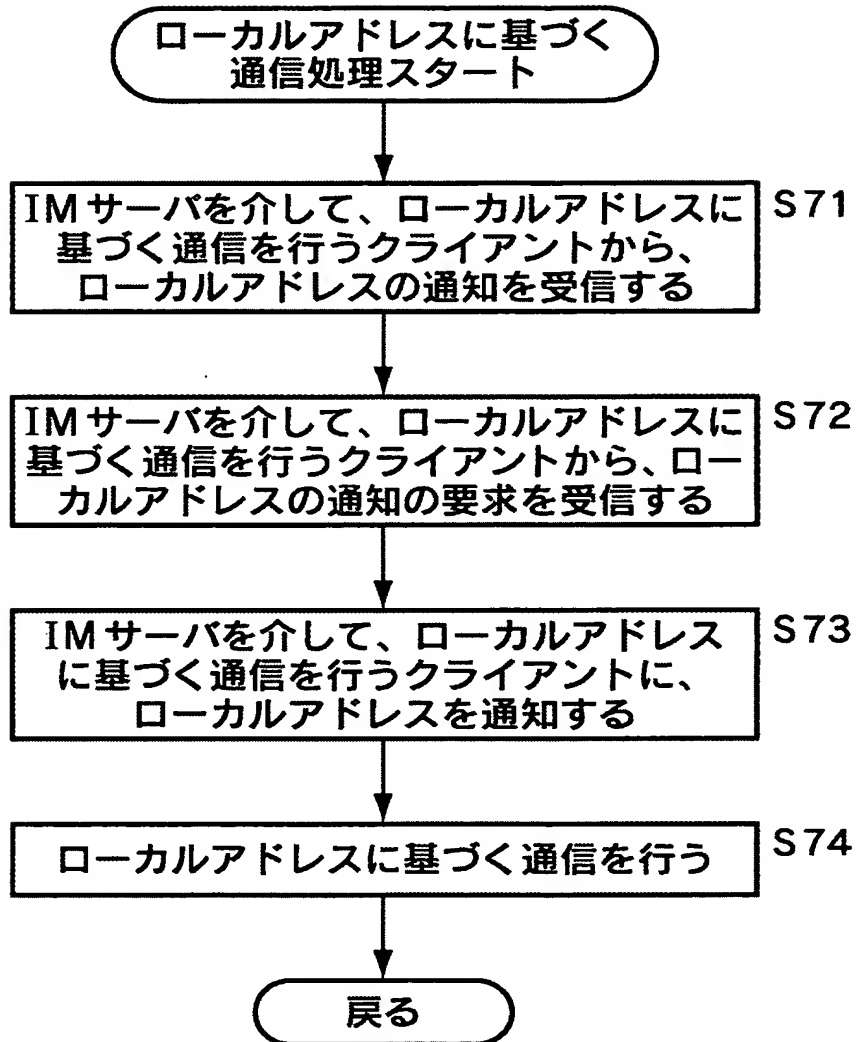 ローカルアドレスに基づく
通信処理スタート
IMサーバを介して、ローカルアドレスに
基づく通信を行うクライアントから、
ローカルアドレスの通知を受信する
S71
IMサーバを介して、ローカルアドレスに
基づく通信を行うクライアントから、ロー
カルアドレスの通知の要求を受信する
S72
IMサーバを介して、ローカルアドレス
に基づく通信を行うクライアントに、
ローカルアドレスを通知する
S73
ローカルアドレスに基づく通信を行う
S74
戻る